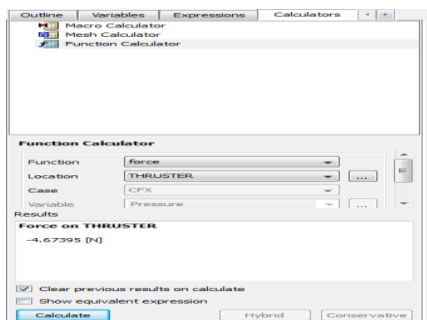 Outline Variables Expressions Calculators
Macro Calculator
Mesh Calculator
Function Calculator
Function Calculator
Function force
Location THRUSTER ...
Case CFX
Variable Pressure ...
Results
Force on THRUSTER
-4.67395 [N]
Clear previous results on calculate
Show equivalent expression
Calculate Hybrid Conservative